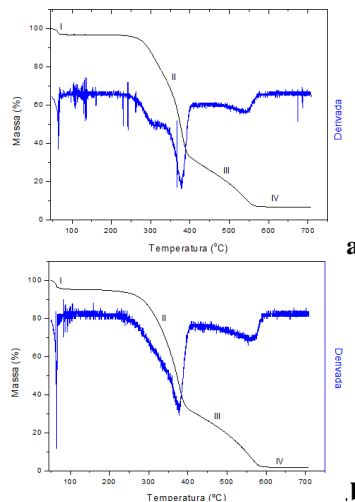 100
I
80
II
60
40
III
20
IV
0
100 200 300 400 500 600 700
Massa (%)
Temperatura (°C)
Derivada
a
100
I
80
II
60
40
III
20
IV
0
100 200 300 400 500 600 700
Massa (%)
Temperatura (ºC)
Derivada
.b